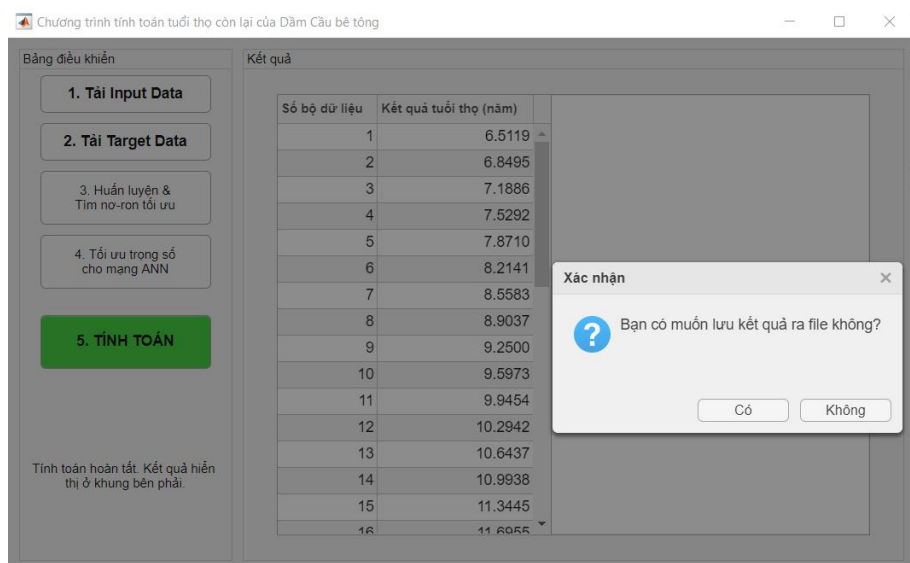 Chương trình tính toán tuổi thọ còn lại của Dầm Cầu bê tông
Bảng điều khiển
1. Tải Input Data
2. Tải Target Data
3. Huấn luyện &
Tìm nơ-ron tối ưu
4. Tối ưu trọng số
cho mạng ANN
5. TÍNH TOÁN
Tính toán hoàn tất. Kết quả hiển
thị ở khung bên phải.
Kết quả
Số bộ dữ liệu Kết quả tuổi thọ (năm)
1 6.5119
2 6.8495
3 7.1886
4 7.5292
5 7.8710
6 8.2141
7 8.5583
8 8.9037
9 9.2500
10 9.5973
11 9.9454
12 10.2942
13 10.6437
14 10.9938
15 11.3445
16 11.6955
Xác nhận
Bạn có muốn lưu kết quả ra file không?
Có Không